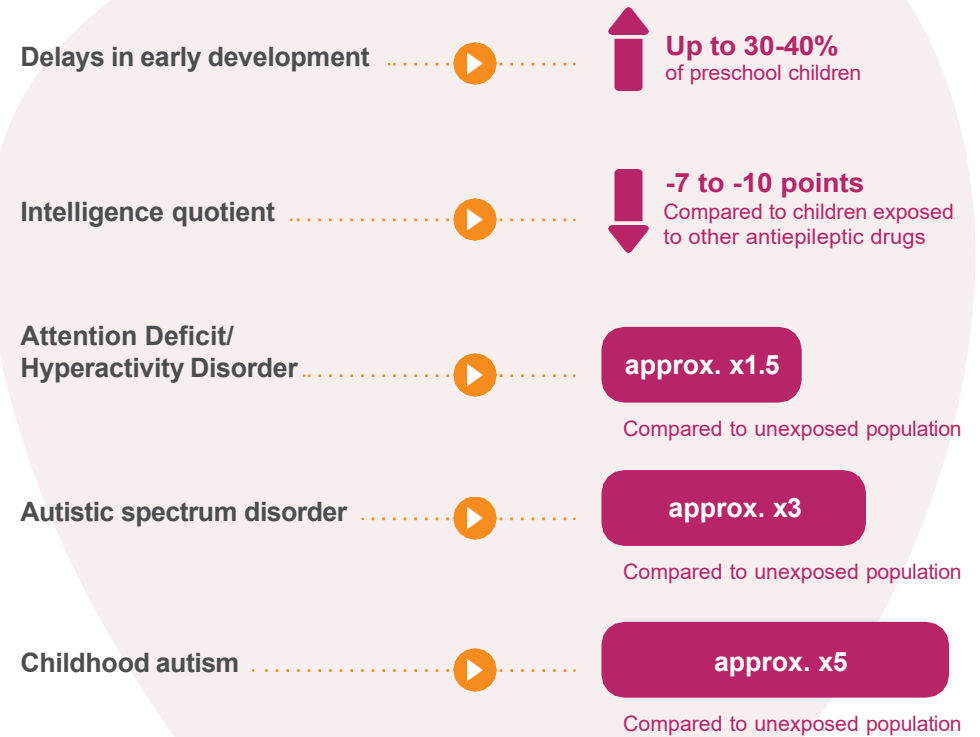 Delays in early development
Up to 30-40%
of preschool children
Intelligence quotient
-7 to -10 points
Compared to children exposed
to other antiepileptic drugs
Attention Deficit/
Hyperactivity Disorder
approx. x1.5
Compared to unexposed population
Autistic spectrum disorder
approx. x3
Compared to unexposed population
Childhood autism
approx. x5
Compared to unexposed population